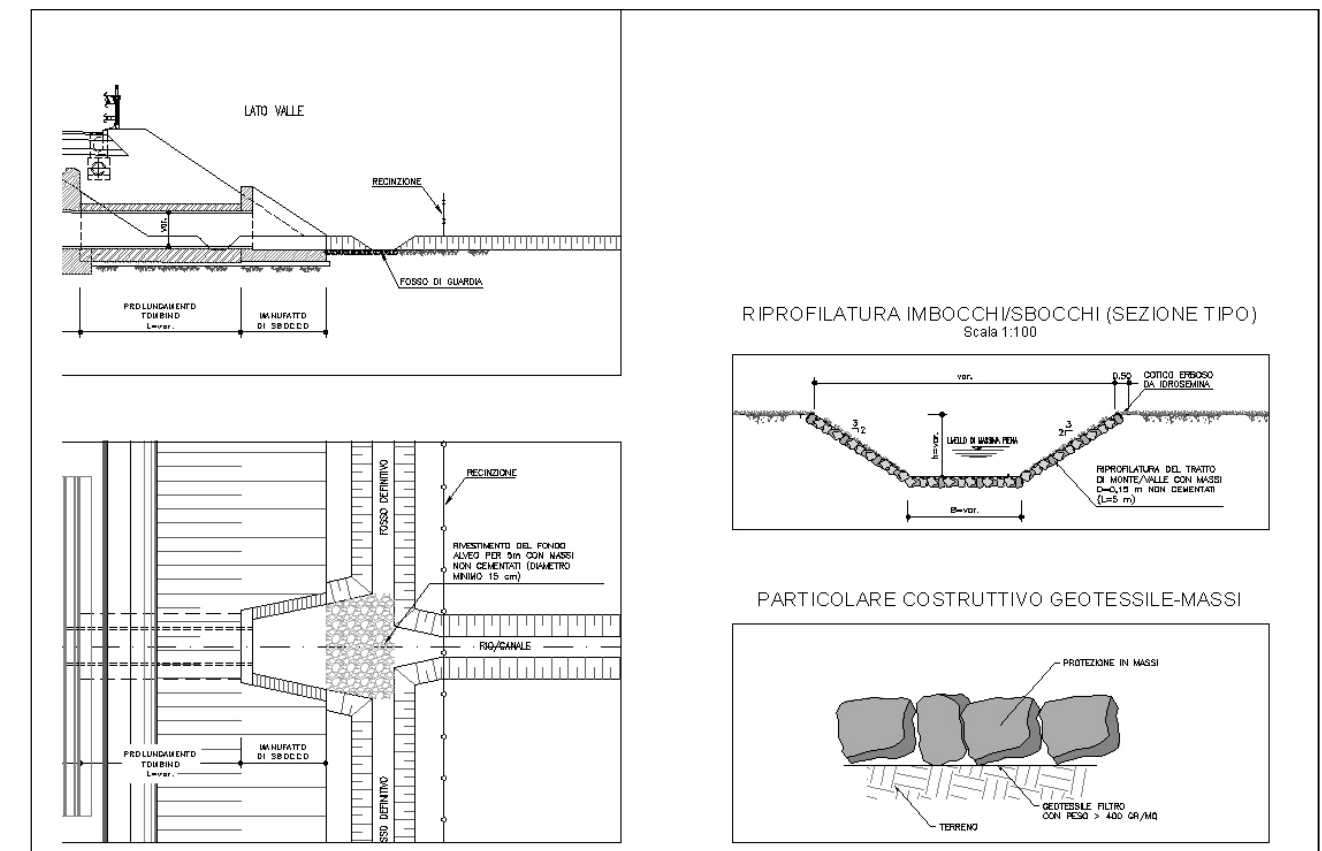 LATO VALLE
RECINZIONE
var.
FOSSO DI GUARDIA
PROLUNGAMENTO
TOMBINO
L=var.
MANUFATTO
DI SBOCCO
FOSSO DEFINITIVO
RECINZIONE
RIVESTIMENTO DEL FONDO
ALVEO PER 5m CON MASSI
NON CEMENTATI (DIAMETRO
MINIMO 15 cm)
RIO/CANALE
PROLUNGAMENTO
TOMBINO
L=var.
MANUFATTO
DI SBOCCO
SSO DEFINITIVO
RIPROFILATURA IMBOCCHI/SBOCCHI (SEZIONE TIPO)
Scala 1:100
var.
0.50
COTICO ERBOSO
DA IDROSEMINA
3
2
h=var.
LIVELLO DI MASSIMA PIENA
3
2
RIPROFILATURA DEL TRATTO
DI MONTE/VALLE CON MASSI
D=0,15 m NON CEMENTATI
(L=5 m)
B=var.
PARTICOLARE COSTRUTTIVO GEOTESSILE-MASSI
PROTEZIONE IN MASSI
GEOTESSILE FILTRO
CON PESO > 400 GR/MQ
TERRENO